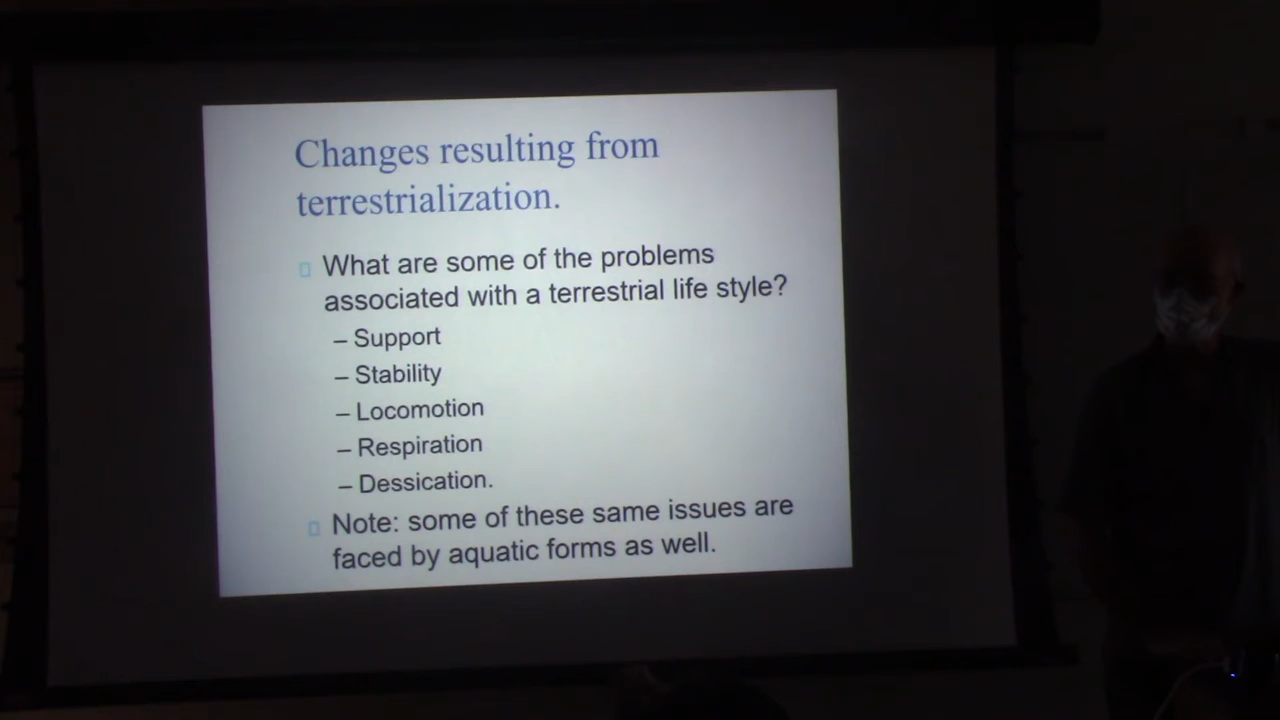 Changes resulting from
terrestrialization.
What are some of the problems
associated with a terrestrial life style?
– Support
– Stability
– Locomotion
– Respiration
– Dessication.
Note: some of these same issues are
faced by aquatic forms as well.